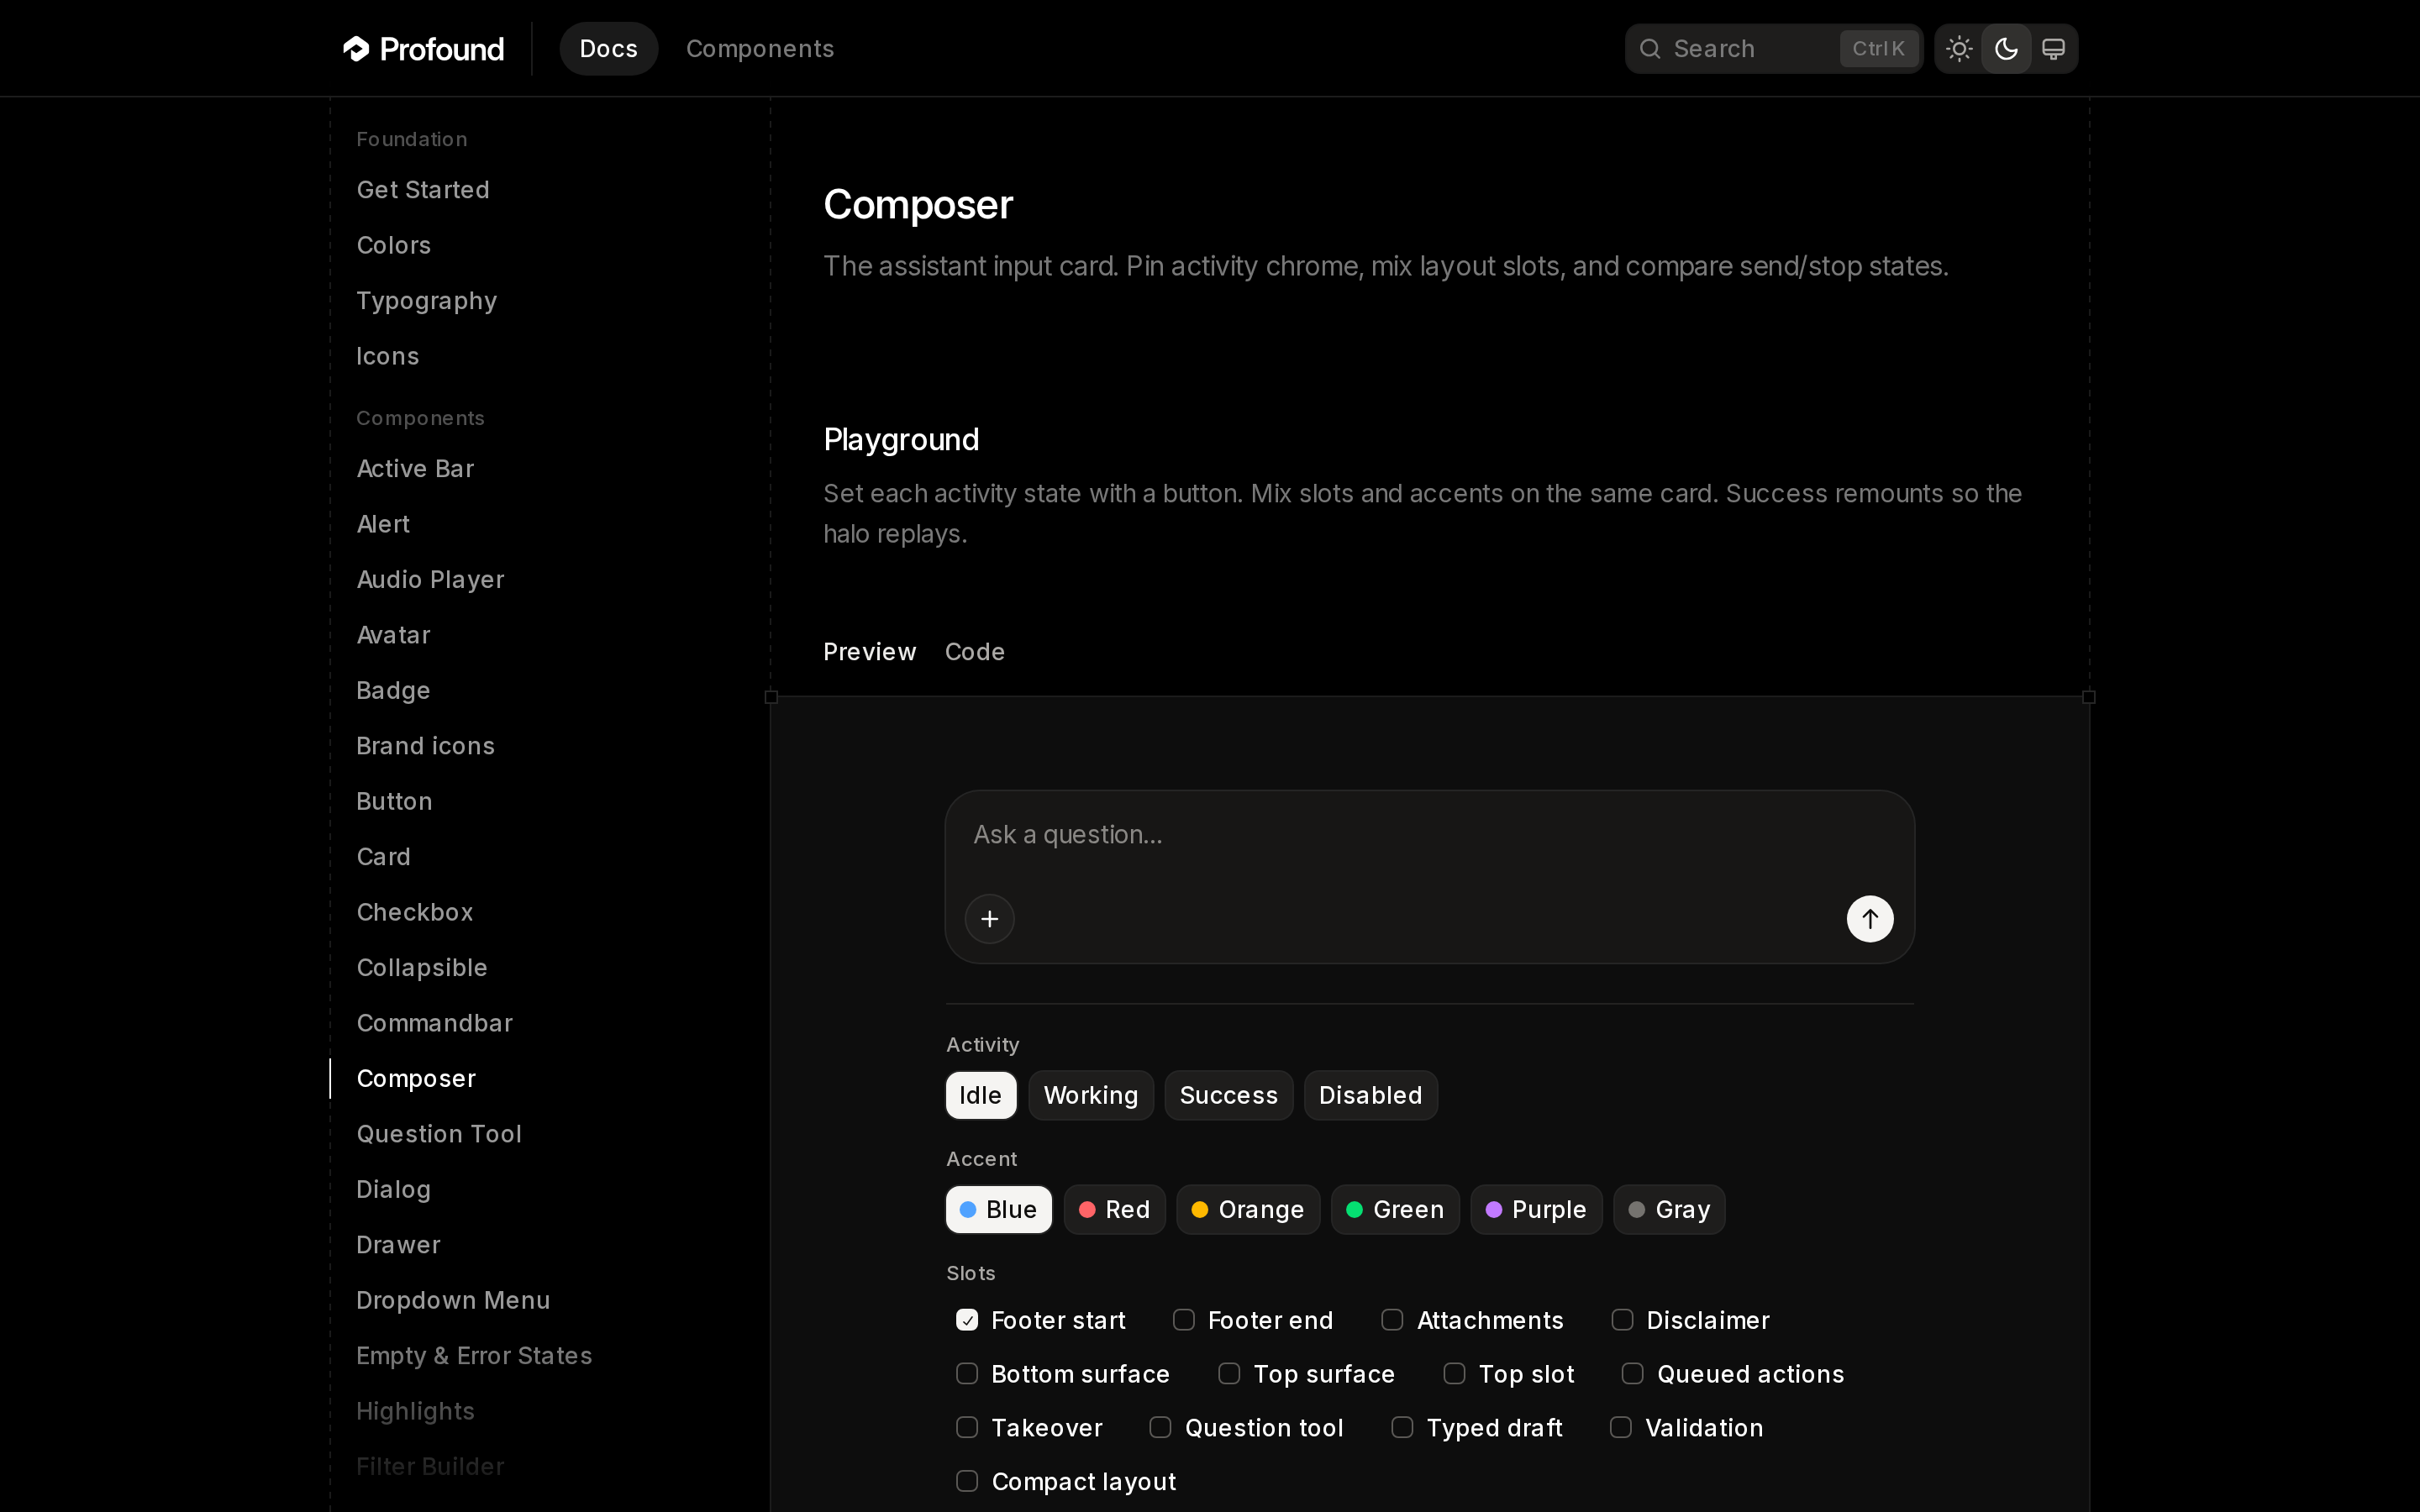 Profound
Docs
Components
Search
Ctrl K
Foundation
Get Started
Colors
Typography
Icons
Components
Active Bar
Alert
Audio Player
Avatar
Badge
Brand icons
Button
Card
Checkbox
Collapsible
Commandbar
Composer
Question Tool
Dialog
Drawer
Dropdown Menu
Empty & Error States
Highlights
Filter Builder
Composer
The assistant input card. Pin activity chrome, mix layout slots, and compare send/stop states.
Playground
Set each activity state with a button. Mix slots and accents on the same card. Success remounts so the
halo replays.
Preview Code
Ask a question...
Activity
Idle Working Success Disabled
Accent
Blue Red Orange Green Purple Gray
Slots
Footer start Footer end Attachments Disclaimer
Bottom surface Top surface Top slot Queued actions
Takeover Question tool Typed draft Validation
Compact layout